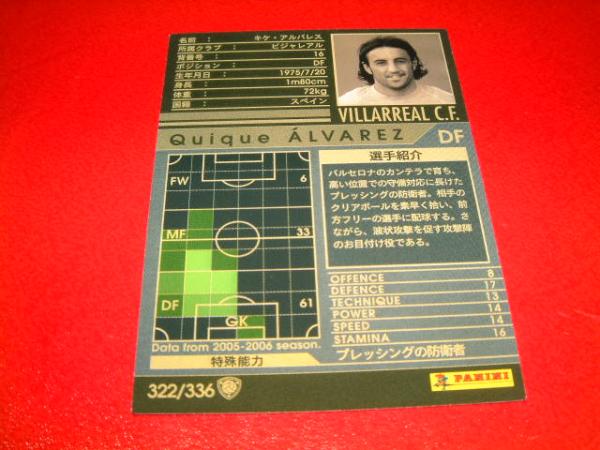 名前 : キケ・アルバレス
所属クラブ : ビジャレアル
背番号 : 16
ポジション : DF
生年月日 : 1975/7/20
身長 : 1m80cm
体重 : 72kg
国籍 : スペイン
VILLARREAL C.F.
Quique ÁLVAREZ DF
FW 6
MF 33
DF 61
GK
Data from 2005-2006 season.
特殊能力
選手紹介
バルセロナのカンテラで育ち、
高い位置での守備対応に長けた
プレッシングの防衛者。相手の
クリアボールを素早く拾い、前
方フリーの選手に配球する。さ
ながら、波状攻撃を促す攻撃陣
のお目付け役である。
OFFENCE 8
DEFENCE 17
TECHNIQUE 13
POWER 14
SPEED 14
STAMINA 16
プレッシングの防衛者
322/336
PANINI